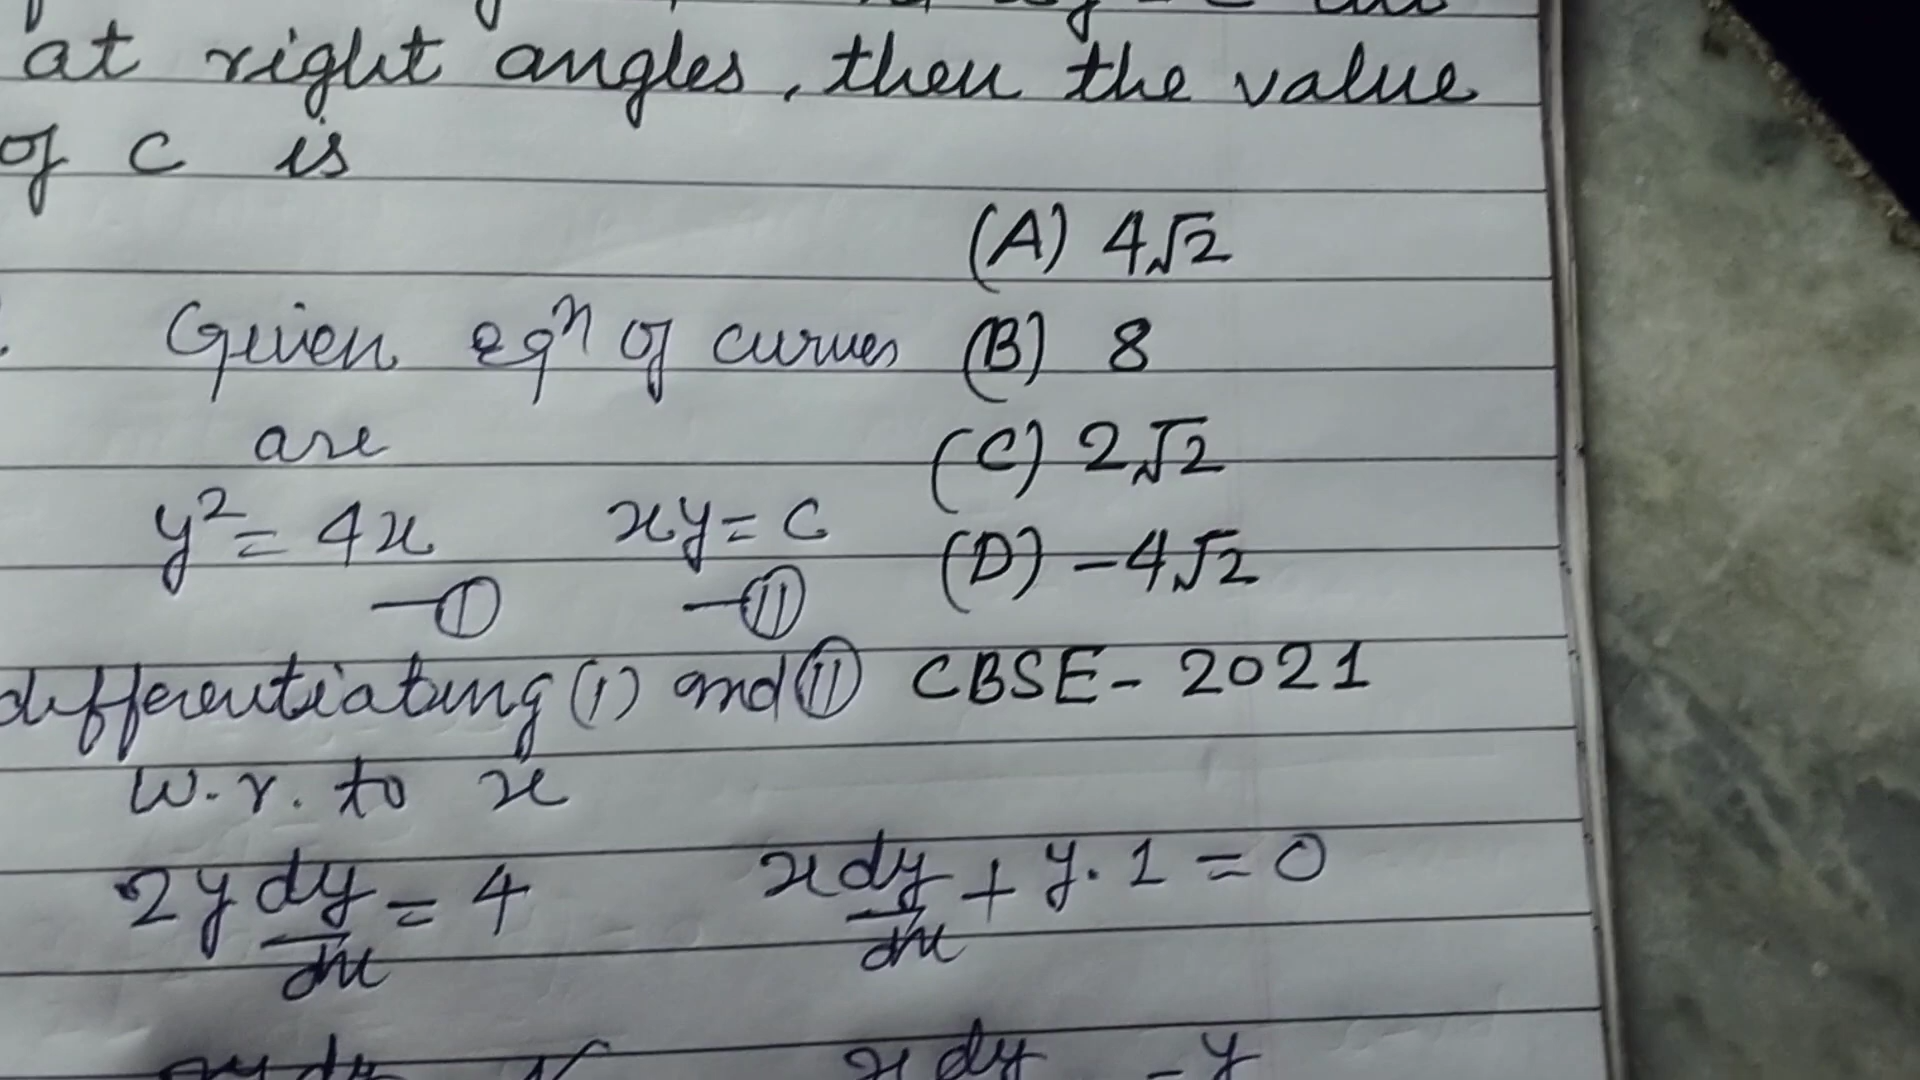 at right angles, then the value
of c is
(A) 4√2
Given eqⁿ of curves (B) 8
are
(C) 2√2
y² = 4x xy = c
(D) -4√2
—(I) —(II)
differentiating (1) and (II) CBSE - 2021
w.r. to x
2y dy/dx = 4 x dy/dx + y. 1 = 0
x dy - y